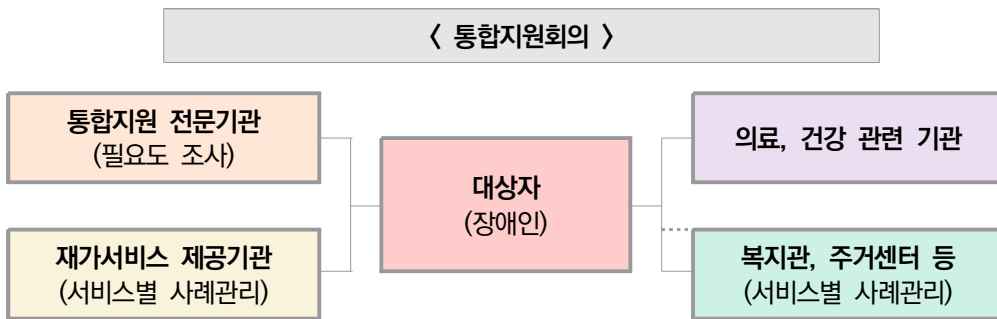 < 통합지원회의 >
통합지원 전문기관
(필요도 조사)
의료, 건강 관련 기관
대상자
(장애인)
재가서비스 제공기관
(서비스별 사례관리)
복지관, 주거센터 등
(서비스별 사례관리)